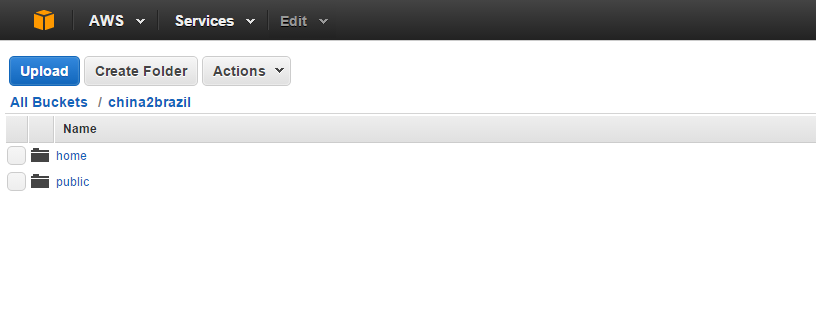 AWS Services Edit
Upload Create Folder Actions
All Buckets / china2brazil
Name
home
public